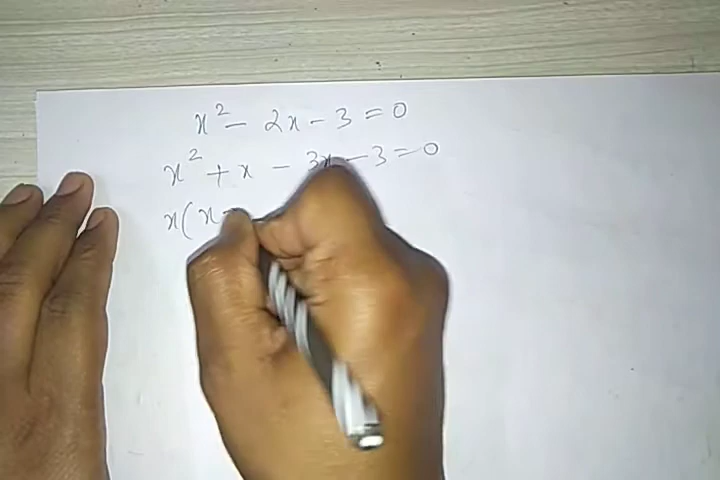 x² - 2x - 3 = 0
x² + x - 3x - 3 = 0
x(x